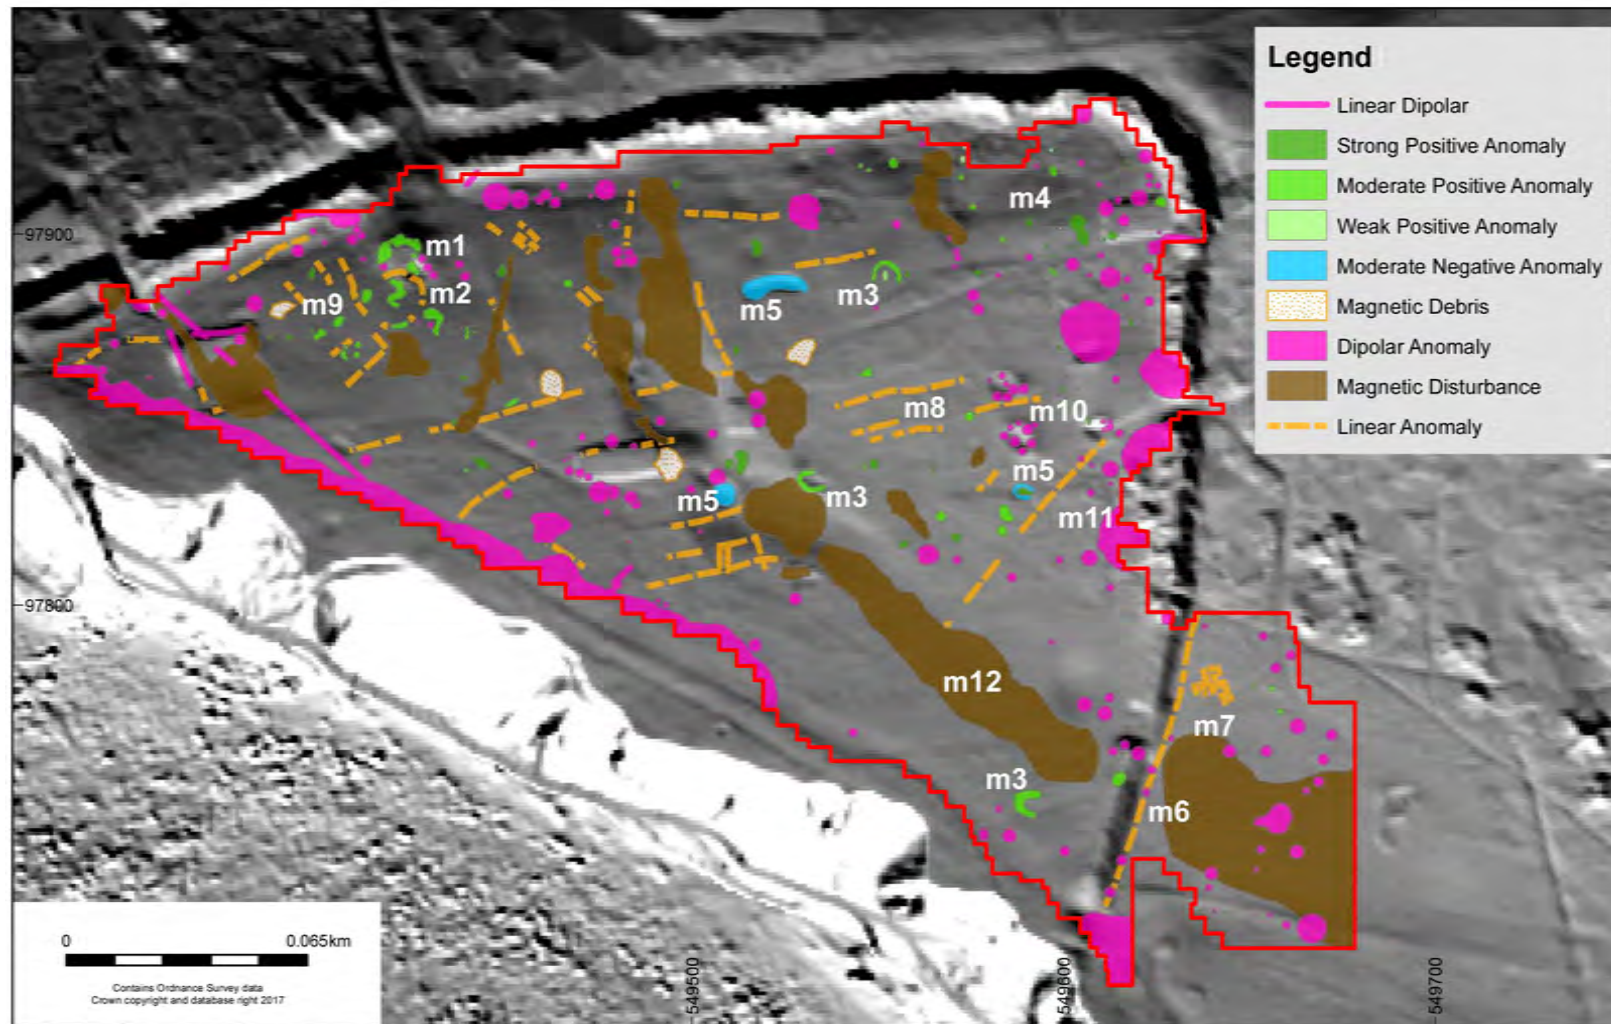 Legend
Linear Dipolar
Strong Positive Anomaly
Moderate Positive Anomaly
Weak Positive Anomaly
Moderate Negative Anomaly
Magnetic Debris
Dipolar Anomaly
Magnetic Disturbance
Linear Anomaly
m4
97900
m1
m2
m9
m5
m3
m8
m10
m5
m5
m3
m11
97800
m12
m7
m3
m6
0
0.065km
Contains Ordnance Survey data
Crown copyright and database right 2017
549500
549600
549700